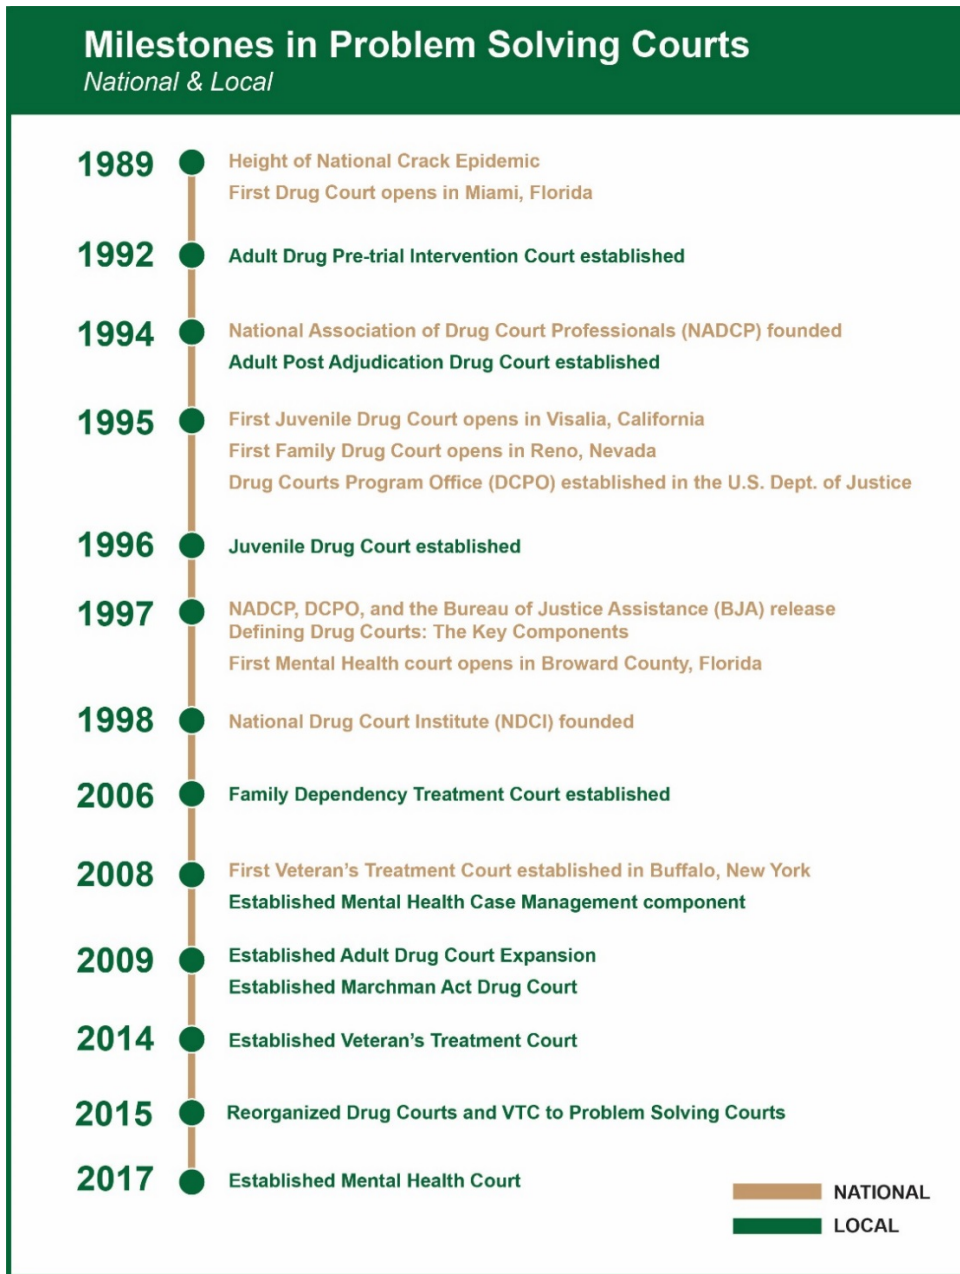 Milestones in Problem Solving Courts
National & Local
1989
Height of National Crack Epidemic
First Drug Court opens in Miami, Florida
1992
Adult Drug Pre-trial Intervention Court established
1994
National Association of Drug Court Professionals (NADCP) founded
Adult Post Adjudication Drug Court established
1995
First Juvenile Drug Court opens in Visalia, California
First Family Drug Court opens in Reno, Nevada
Drug Courts Program Office (DCPO) established in the U.S. Dept. of Justice
1996
Juvenile Drug Court established
1997
NADCP, DCPO, and the Bureau of Justice Assistance (BJA) release
Defining Drug Courts: The Key Components
First Mental Health court opens in Broward County, Florida
1998
National Drug Court Institute (NDCI) founded
2006
Family Dependency Treatment Court established
2008
First Veteran’s Treatment Court established in Buffalo, New York
Established Mental Health Case Management component
2009
Established Adult Drug Court Expansion
Established Marchman Act Drug Court
2014
Established Veteran’s Treatment Court
2015
Reorganized Drug Courts and VTC to Problem Solving Courts
2017
Established Mental Health Court
NATIONAL
LOCAL